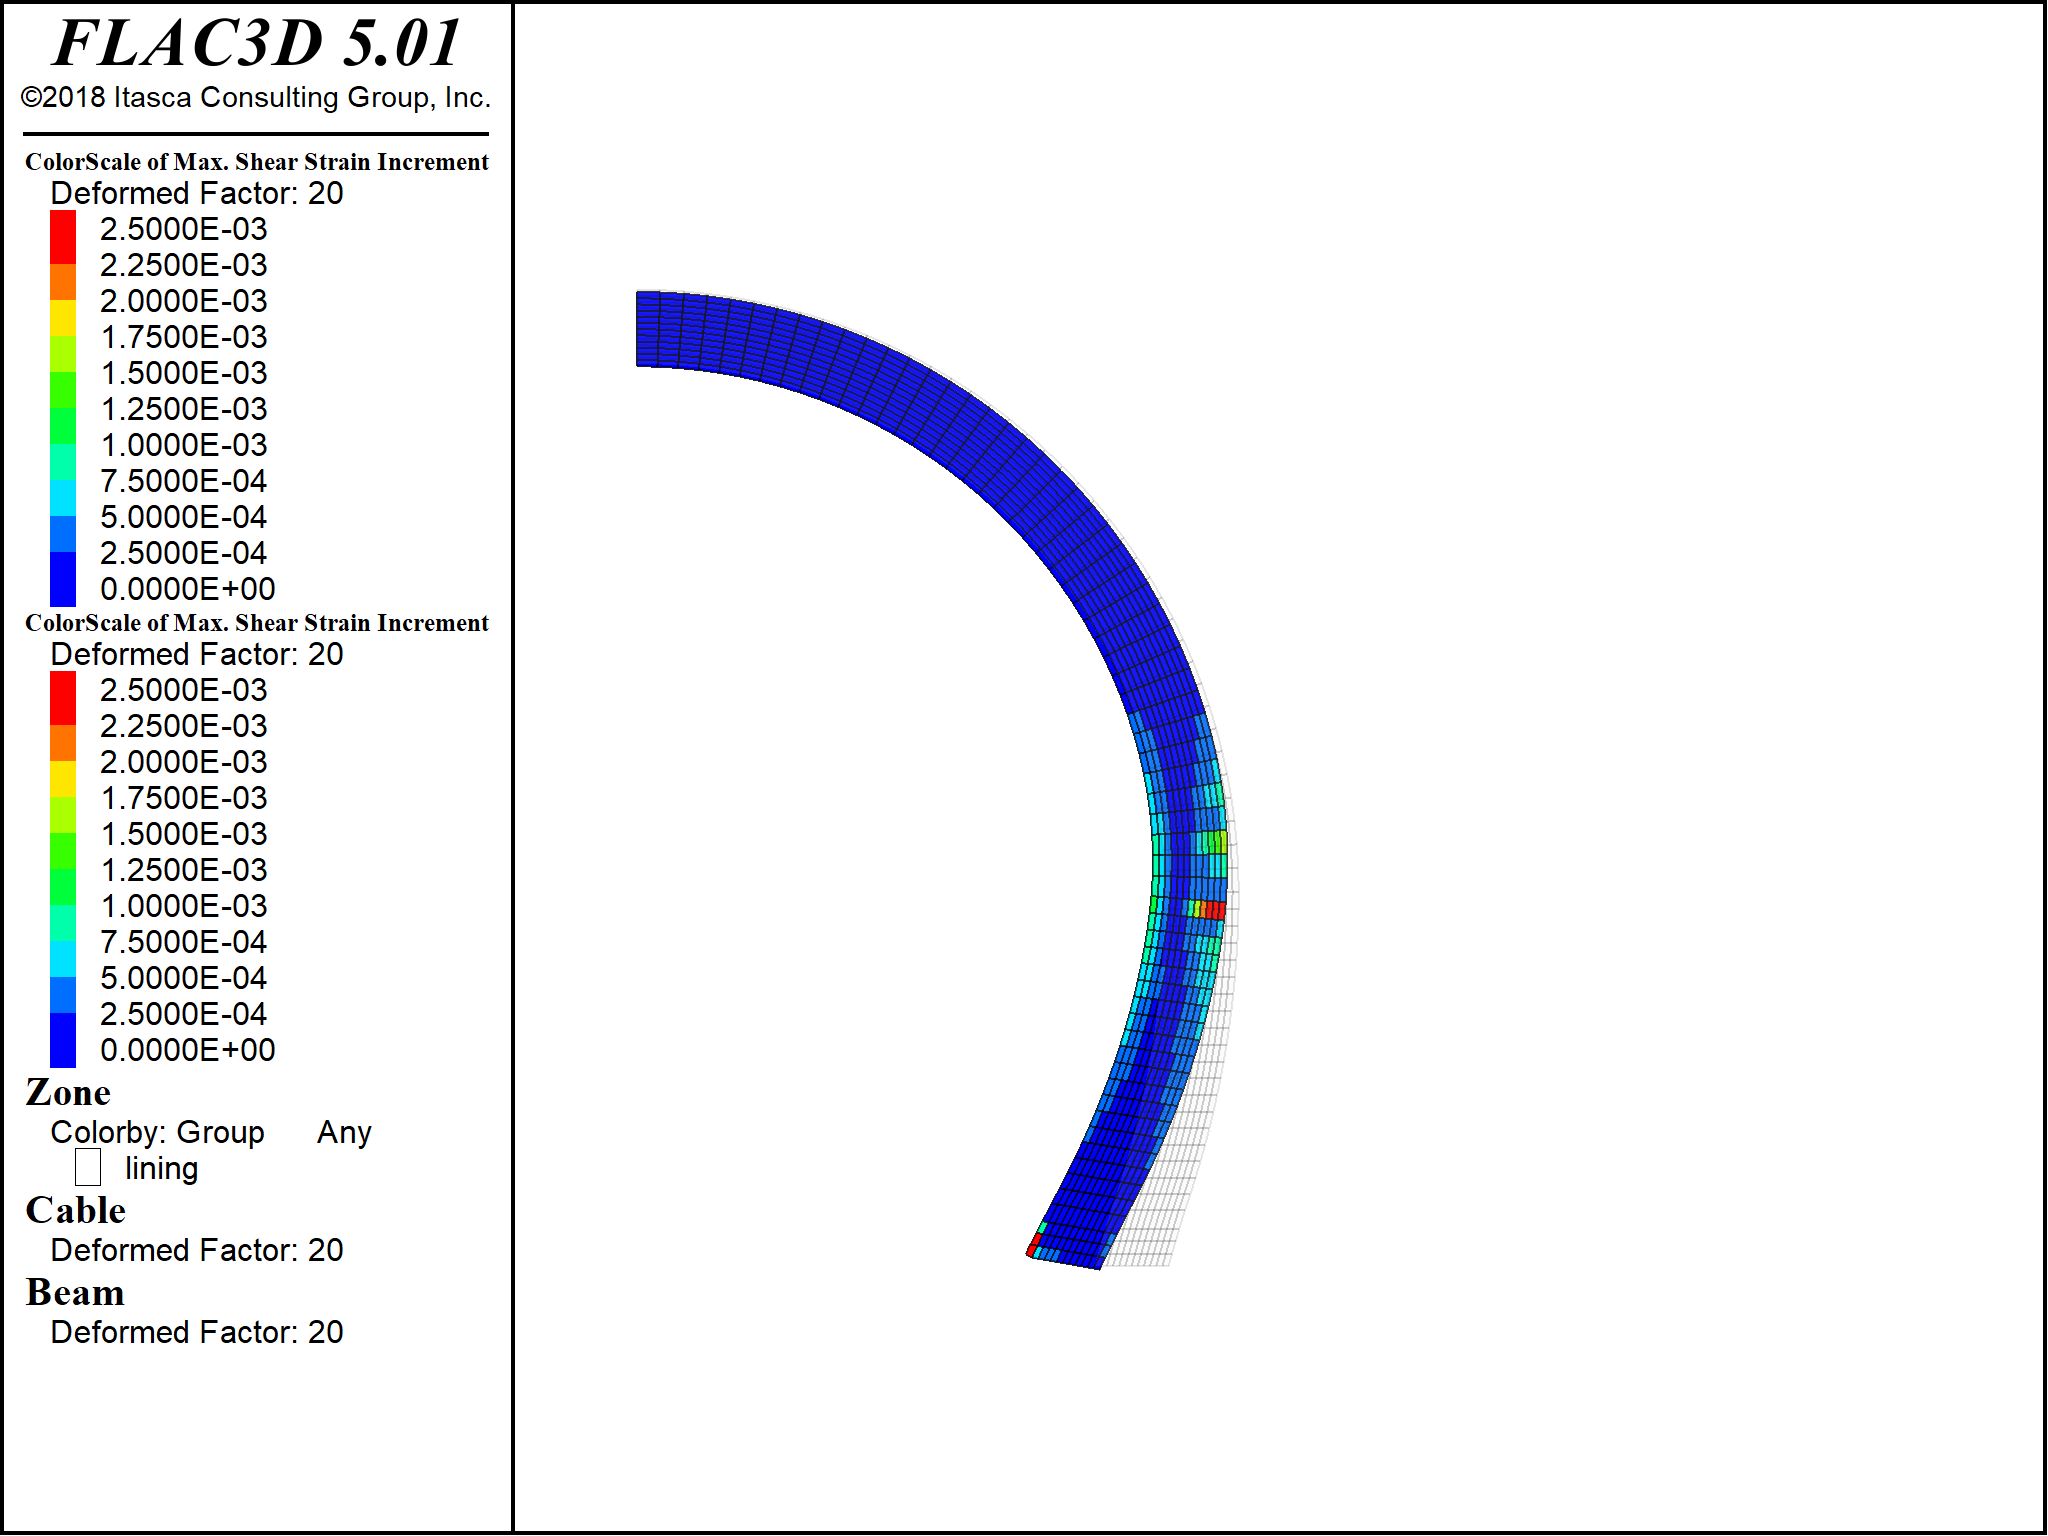 FLAC3D 5.01
©2018 Itasca Consulting Group, Inc.
ColorScale of Max. Shear Strain Increment
Deformed Factor: 20
2.5000E-03
2.2500E-03
2.0000E-03
1.7500E-03
1.5000E-03
1.2500E-03
1.0000E-03
7.5000E-04
5.0000E-04
2.5000E-04
0.0000E+00
ColorScale of Max. Shear Strain Increment
Deformed Factor: 20
2.5000E-03
2.2500E-03
2.0000E-03
1.7500E-03
1.5000E-03
1.2500E-03
1.0000E-03
7.5000E-04
5.0000E-04
2.5000E-04
0.0000E+00
Zone
Colorby: Group Any
lining
Cable
Deformed Factor: 20
Beam
Deformed Factor: 20